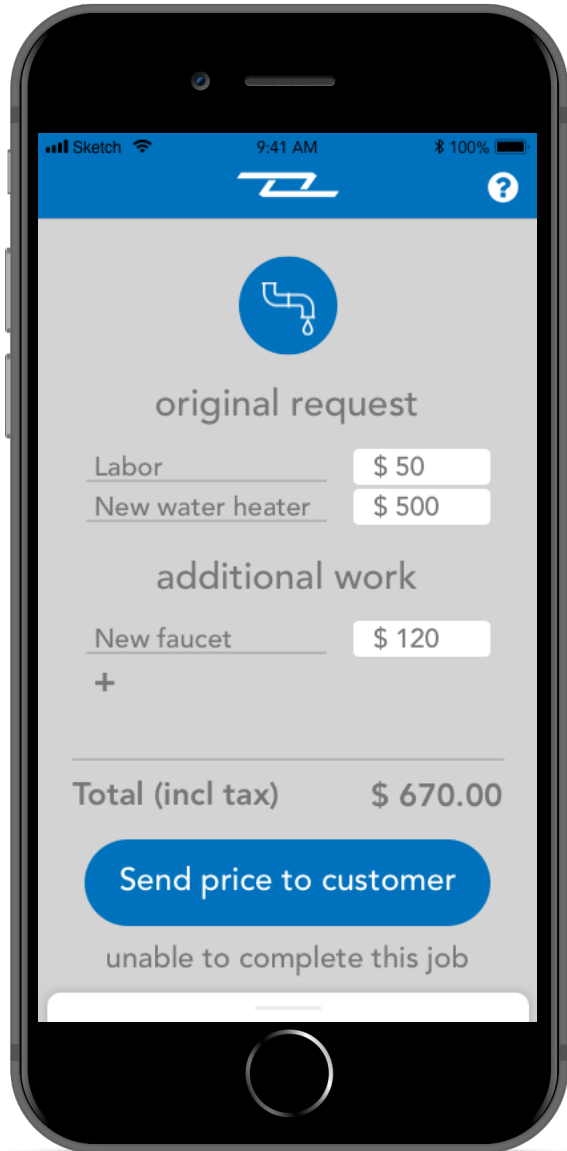 Sketch 9:41 AM 100%
?
original request
Labor $ 50
New water heater $ 500
additional work
New faucet $ 120
+
Total (incl tax) $ 670.00
Send price to customer
unable to complete this job